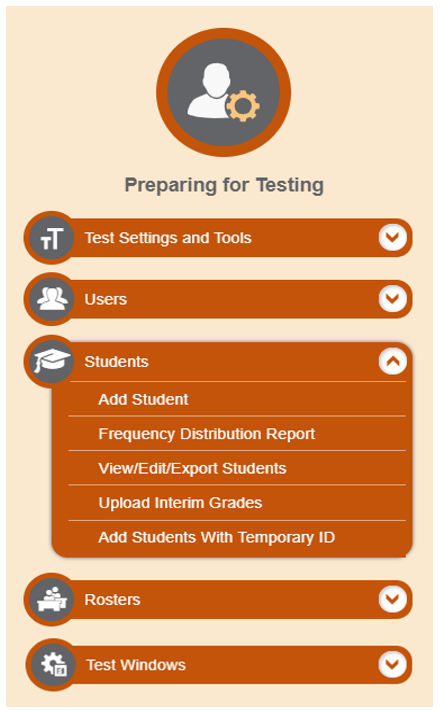 Preparing for Testing
Test Settings and Tools
Users
Students
Add Student
Frequency Distribution Report
View/Edit/Export Students
Upload Interim Grades
Add Students With Temporary ID
Rosters
Test Windows